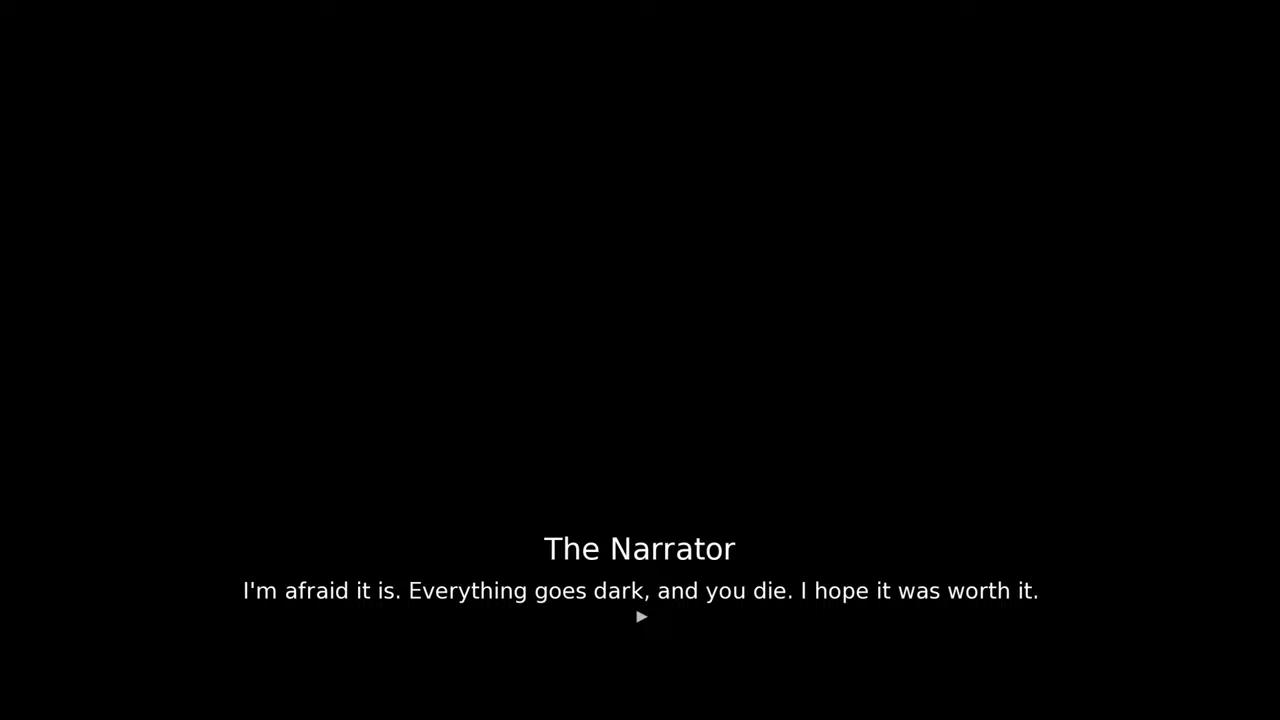 The Narrator
I'm afraid it is. Everything goes dark, and you die. I hope it was worth it.